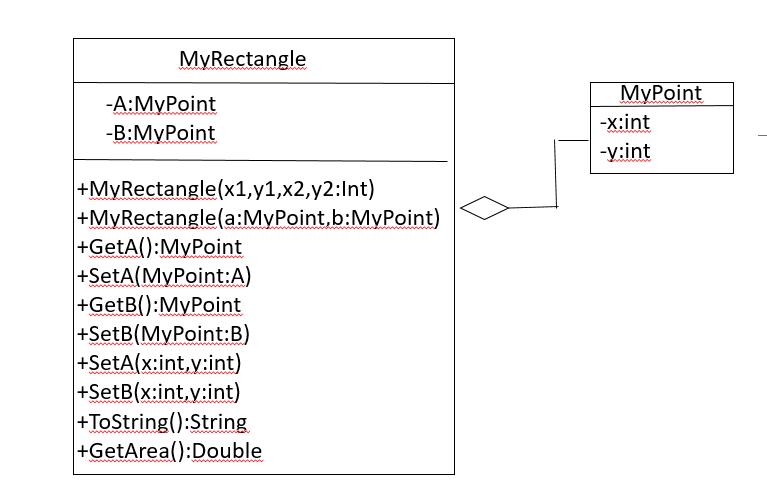 MyRectangle
-A:MyPoint
-B:MyPoint
+MyRectangle(x1,y1,x2,y2:Int)
+MyRectangle(a:MyPoint,b:MyPoint)
+GetA():MyPoint
+SetA(MyPoint:A)
+GetB():MyPoint
+SetB(MyPoint:B)
+SetA(x:int,y:int)
+SetB(x:int,y:int)
+ToString():String
+GetArea():Double
MyPoint
-x:int
-y:int